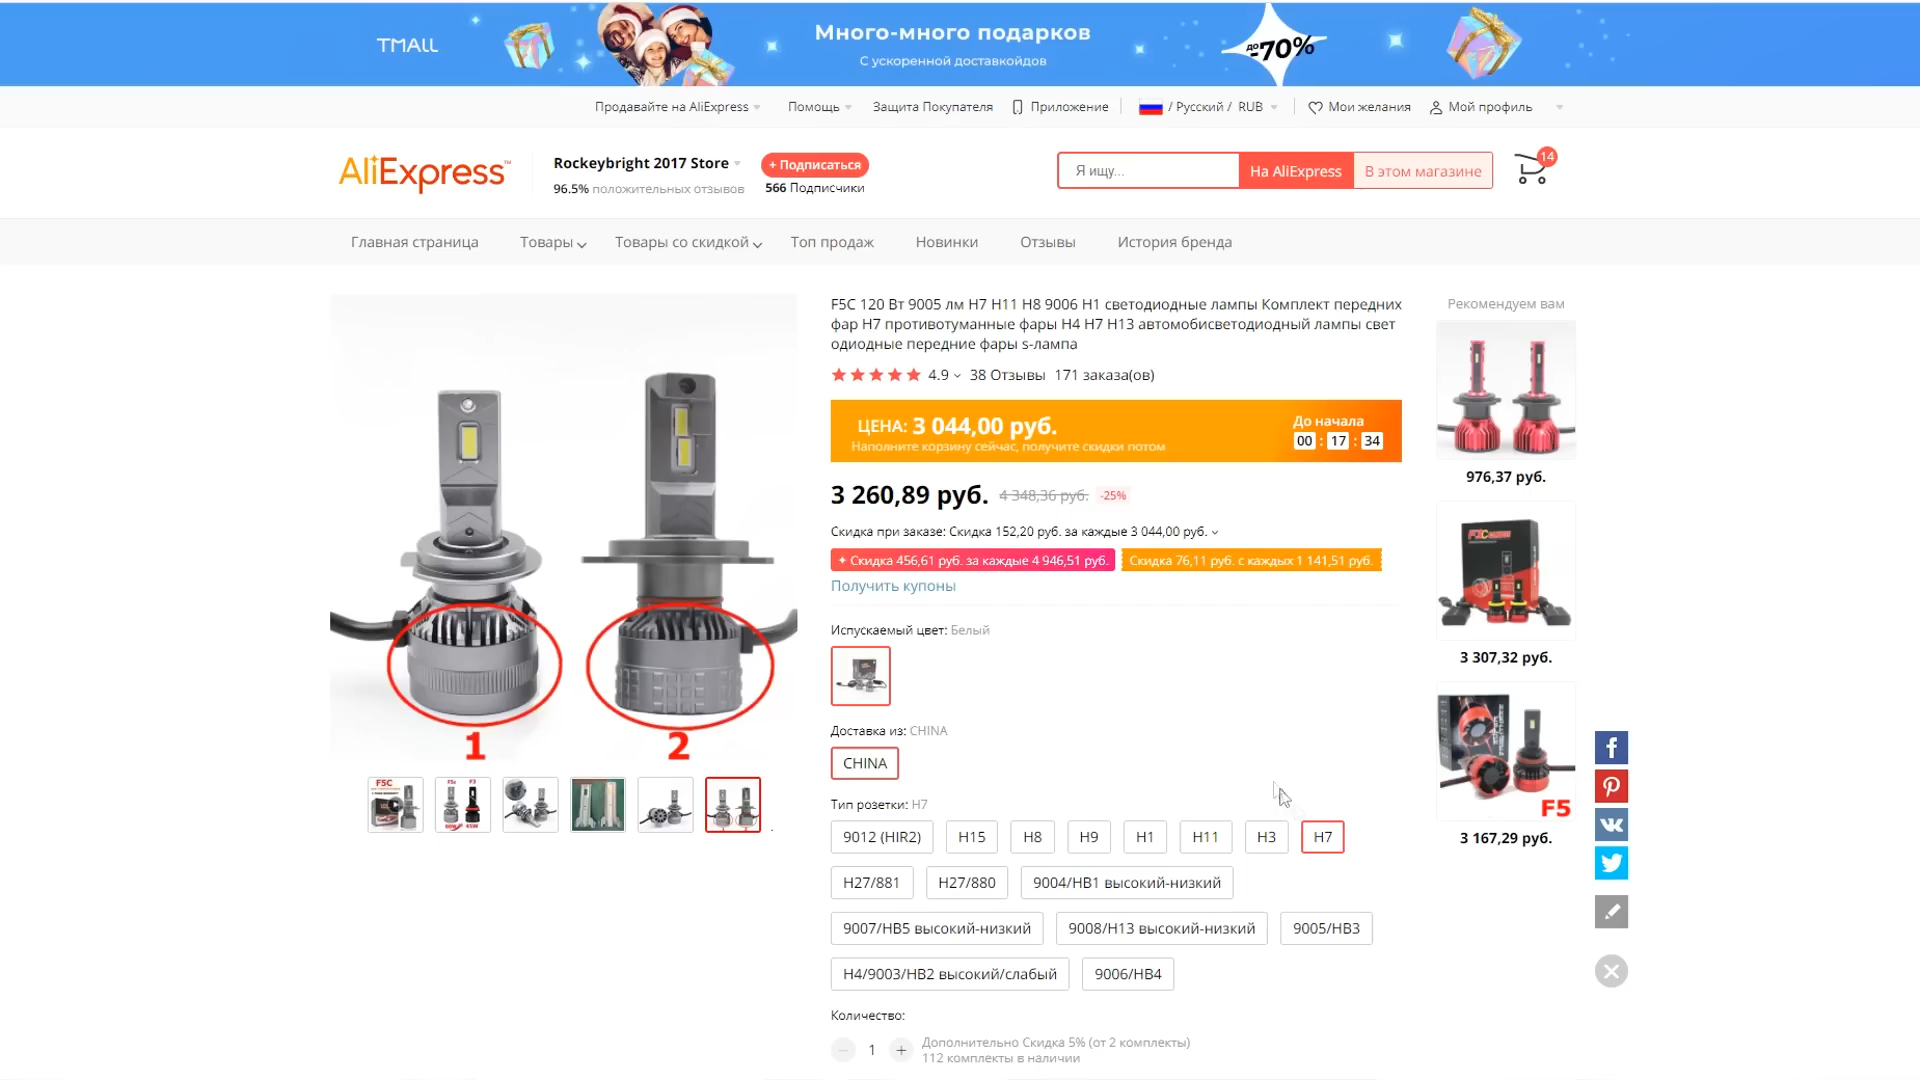 TMALL
Много-много подарков
С ускоренной доставкойдов
до
-70%
Продавайте на AliExpress
Помощь
Защита Покупателя
Приложение
/ Русский / RUB
Мои желания
Мой профиль
AliExpress™
Rockeybright 2017 Store
+ Подписаться
96.5% положительных отзывов
566 Подписчики
Я ищу...
На AliExpress
В этом магазине
14
Главная страница
Товары
Товары со скидкой
Топ продаж
Новинки
Отзывы
История бренда
1
2
F5C
F5c F3
F5C 120 Вт 9005 лм H7 H11 H8 9006 H1 светодиодные лампы Комплект передних
фар H7 противотуманные фары H4 H7 H13 автомобисветодиодный лампы свет
одиодные передние фары s-лампа
4.9
38 Отзывы
171 заказа(ов)
ЦЕНА: 3 044,00 руб.
Наполните корзину сейчас, получите скидки потом
До начала
00 : 17 : 34
3 260,89 руб.
4 348,36 руб.
-25%
Скидка при заказе: Скидка 152,20 руб. за каждые 3 044,00 руб.
+ Скидка 456,61 руб. за каждые 4 946,51 руб.
Скидка 76,11 руб. с каждых 1 141,51 руб.
Получить купоны
Испускаемый цвет: Белый
Доставка из: CHINA
CHINA
Тип розетки: H7
9012 (HIR2)
H15
H8
H9
H1
H11
H3
H7
H27/881
H27/880
9004/HB1 высокий-низкий
9007/HB5 высокий-низкий
9008/H13 высокий-низкий
9005/HB3
H4/9003/HB2 высокий/слабый
9006/HB4
Количество:
1
Дополнительно Скидка 5% (от 2 комплекты)
112 комплекты в наличии
Рекомендуем вам
976,37 руб.
3 307,32 руб.
F5
3 167,29 руб.